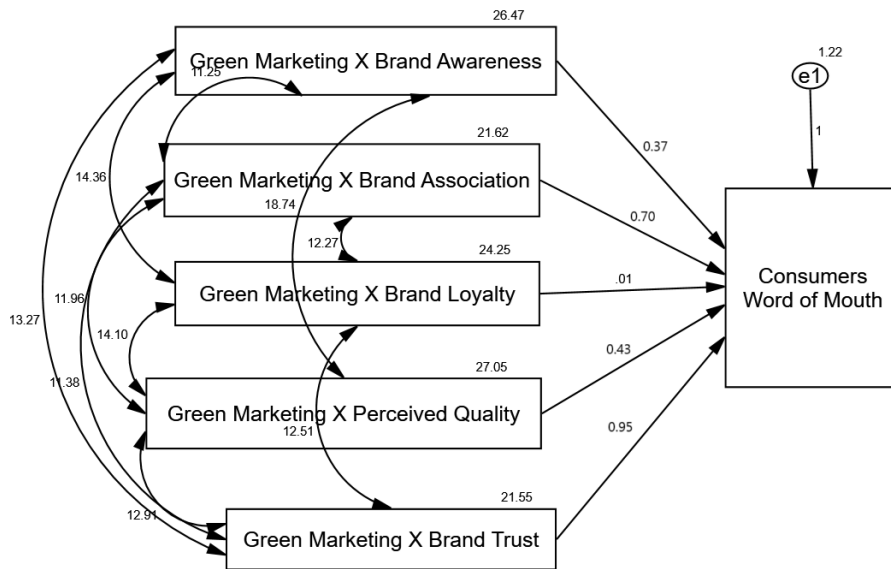 26.47
Green Marketing X Brand Awareness
11.25
1.22
e1
1
0.37
21.62
14.36
Green Marketing X Brand Association
18.74
0.70
12.27
24.25
Green Marketing X Brand Loyalty
.01
Consumers
Word of Mouth
11.96
13.27
14.10
27.05
11.38
Green Marketing X Perceived Quality
0.43
12.51
0.95
21.55
12.91
Green Marketing X Brand Trust